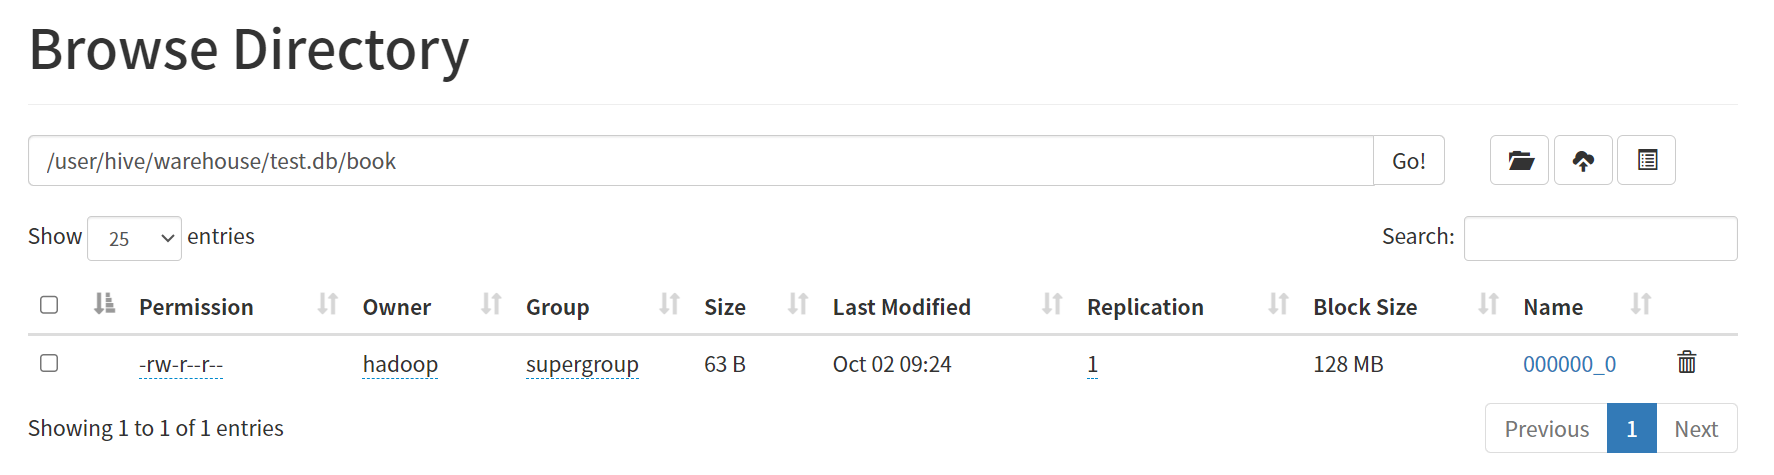 Browse Directory
/user/hive/warehouse/test.db/book Go!
Show 25 entries Search:
Permission Owner Group Size Last Modified Replication Block Size Name
-rw-r--r-- hadoop supergroup 63 B Oct 02 09:24 1 128 MB 000000_0
Showing 1 to 1 of 1 entries Previous 1 Next